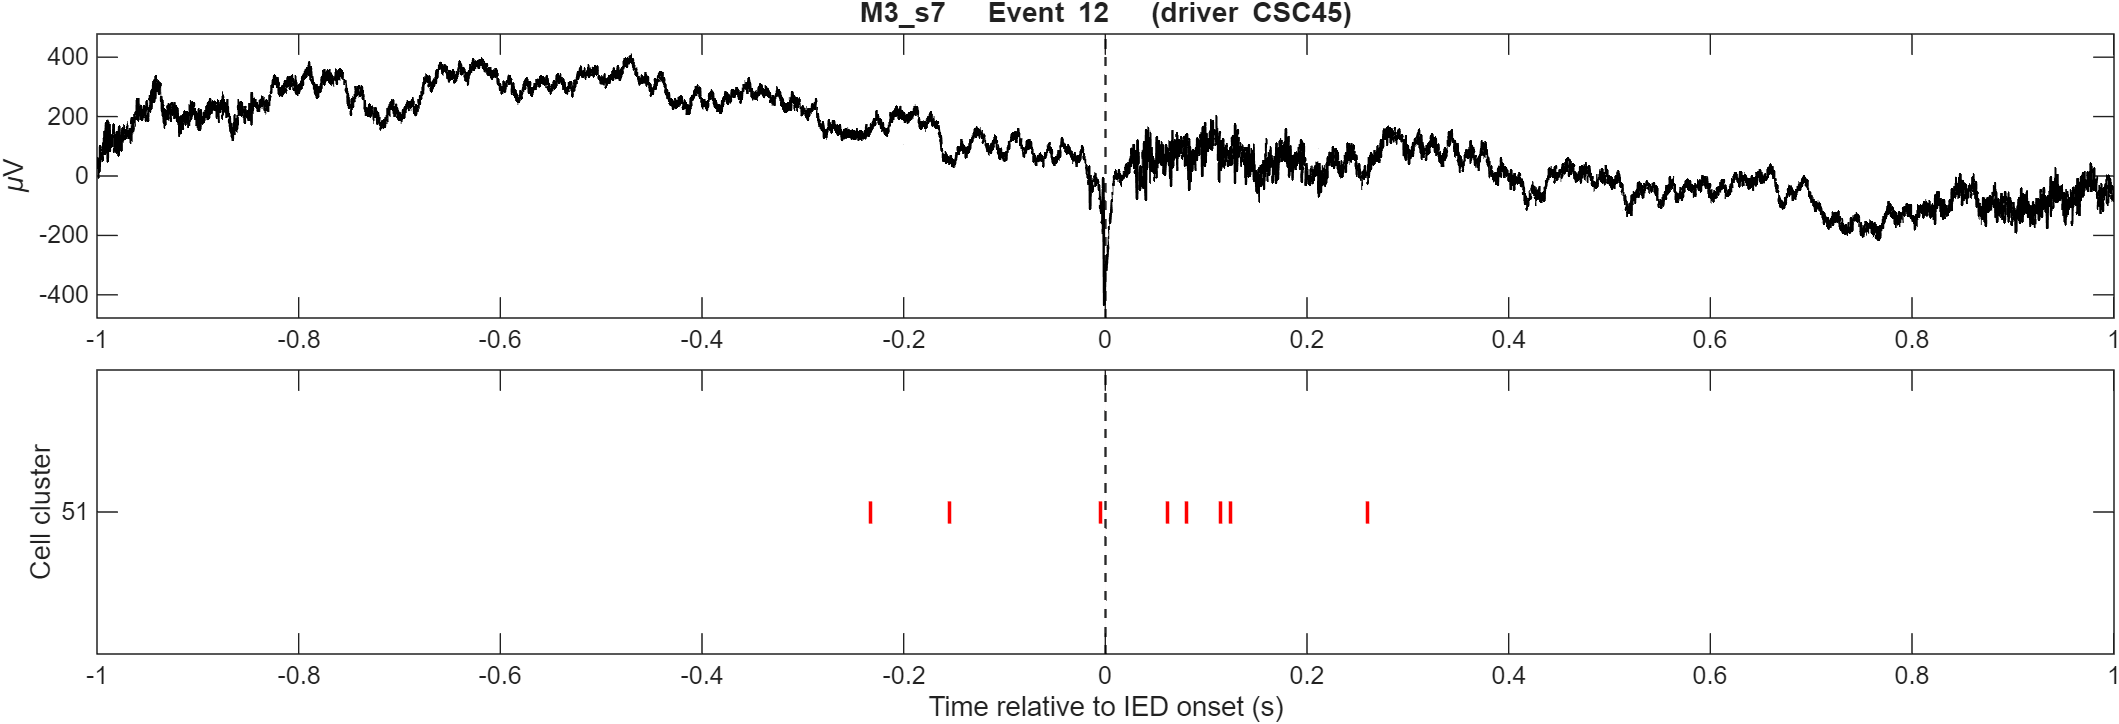 M3_s7 Event 12 (driver CSC45)
400
200
0
-200
-400
µV
-1 -0.8 -0.6 -0.4 -0.2 0 0.2 0.4 0.6 0.8 1
51
Cell cluster
-1 -0.8 -0.6 -0.4 -0.2 0 0.2 0.4 0.6 0.8 1
Time relative to IED onset (s)